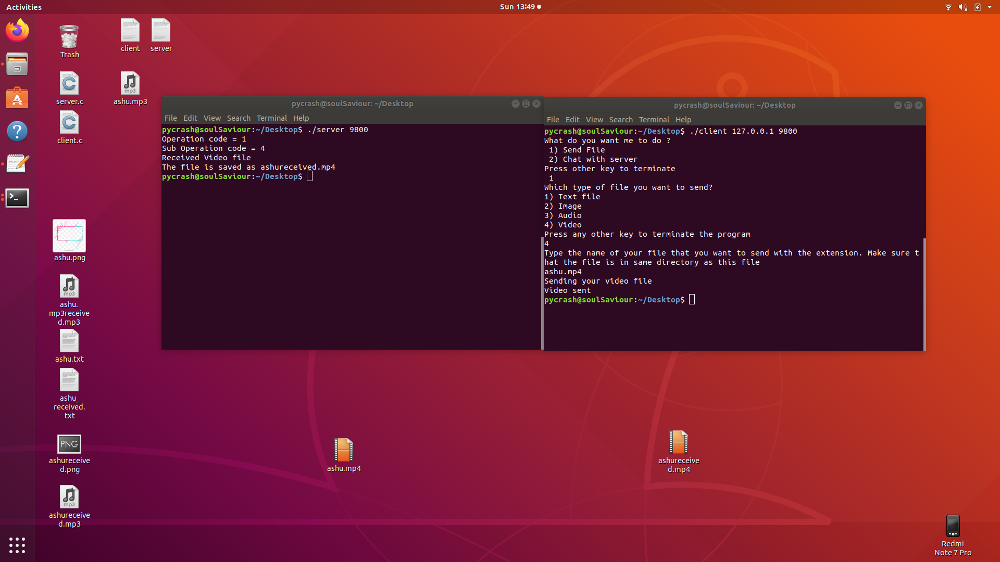 Activities
Sun 13:49
Trash
client
server
server.c
ashu.mp3
client.c
ashu.png
ashu.
mp3receive
d.mp3
ashu.txt
ashu_
received.
txt
PNG
ashureceive
d.png
mp3
ashureceive
d.mp3
pycrash@soulSaviour: ~/Desktop
File Edit View Search Terminal Help
pycrash@soulSaviour:~/Desktop$ ./server 9800
Operation code = 1
Sub Operation code = 4
Received Video file
The file is saved as ashureceived.mp4
pycrash@soulSaviour:~/Desktop$
pycrash@soulSaviour: ~/Desktop
File Edit View Search Terminal Help
pycrash@soulSaviour:~/Desktop$ ./client 127.0.0.1 9800
What do you want me to do ?
1) Send File
2) Chat with server
Press other key to terminate
1
Which type of file you want to send?
1) Text file
2) Image
3) Audio
4) Video
Press any other key to terminate the program
4
Type the name of your file that you want to send with the extension. Make sure t
hat the file is in same directory as this file
ashu.mp4
Sending your video file
Video sent
pycrash@soulSaviour:~/Desktop$
ashu.mp4
ashureceive
d.mp4
Redmi
Note 7 Pro